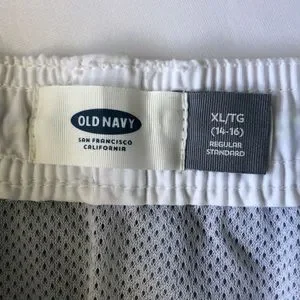 OLD NAVY
SAN FRANCISCO
CALIFORNIA
XL/TG
(14-16)
REGULAR
STANDARD